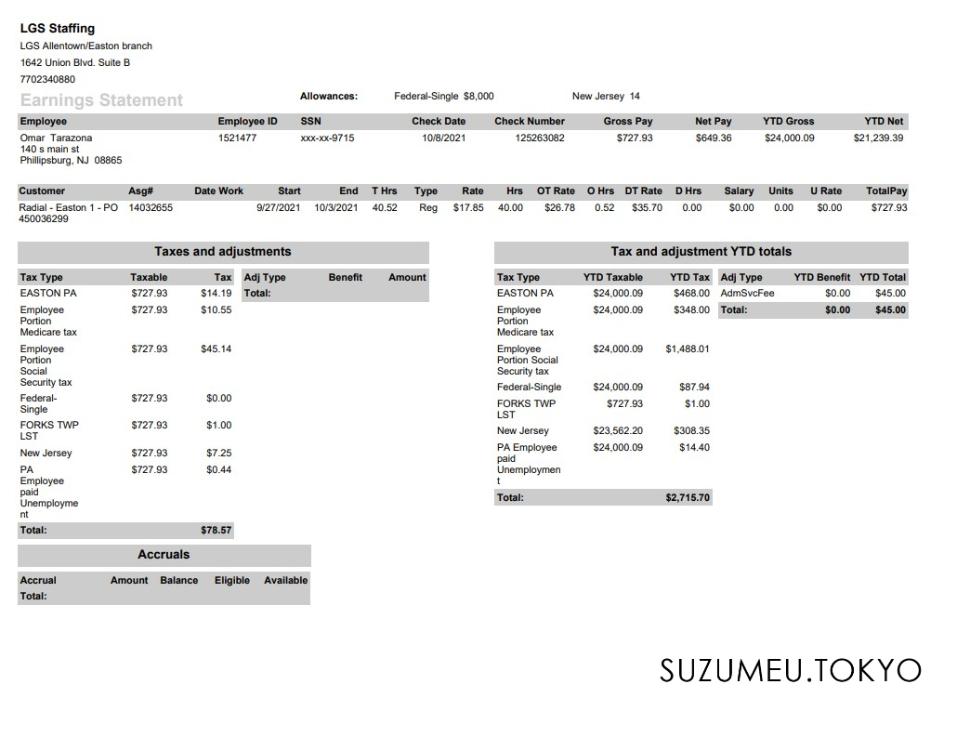 LGS Staffing
LGS Allentown/Easton branch
1642 Union Blvd. Suite B
7702340880
Earnings Statement
Allowances: Federal-Single $8,000 New Jersey 14
Employee Employee ID SSN Check Date Check Number Gross Pay Net Pay YTD Gross YTD Net
Omar Tarazona 1521477 xxx-xx-9715 10/8/2021 125263082 $727.93 $649.36 $24,000.09 $21,239.39
140 s main st
Phillipsburg, NJ 08865
Customer Asg# Date Work Start End T Hrs Type Rate Hrs OT Rate O Hrs DT Rate D Hrs Salary Units U Rate TotalPay
Radial - Easton 1 - PO 14032655 9/27/2021 10/3/2021 40.52 Reg $17.85 40.00 $26.78 0.52 $35.70 0.00 $0.00 0.00 $0.00 $727.93
450036299
Taxes and adjustments
Tax Type Taxable Tax Adj Type Benefit Amount
EASTON PA $727.93 $14.19 Total:
Employee $727.93 $10.55
Portion
Medicare tax
Employee $727.93 $45.14
Portion
Social
Security tax
Federal- $727.93 $0.00
Single
FORKS TWP $727.93 $1.00
LST
New Jersey $727.93 $7.25
PA $727.93 $0.44
Employee
paid
Unemployme
nt
Total: $78.57
Tax and adjustment YTD totals
Tax Type YTD Taxable YTD Tax Adj Type YTD Benefit YTD Total
EASTON PA $24,000.09 $468.00 AdmSvcFee $0.00 $45.00
Employee $24,000.09 $348.00 Total: $0.00 $45.00
Portion
Medicare tax
Employee $24,000.09 $1,488.01
Portion Social
Security tax
Federal-Single $24,000.09 $87.94
FORKS TWP $727.93 $1.00
LST
New Jersey $23,562.20 $308.35
PA Employee $24,000.09 $14.40
paid
Unemploymen
t
Total: $2,715.70
Accruals
Accrual Amount Balance Eligible Available
Total:
SUZUMEU.TOKYO